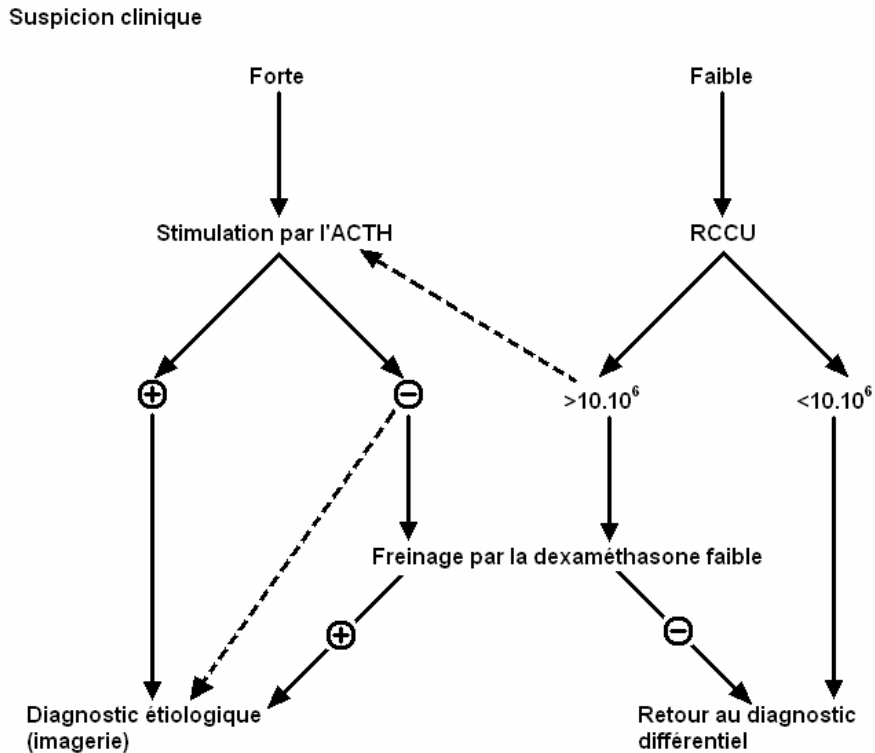 Suspicion clinique
Forte
Faible
Stimulation par l'ACTH
RCCU
+
−
>10.10⁶
<10.10⁶
Freinage par la dexaméthasone faible
+
−
Diagnostic étiologique
(imagerie)
Retour au diagnostic
différentiel